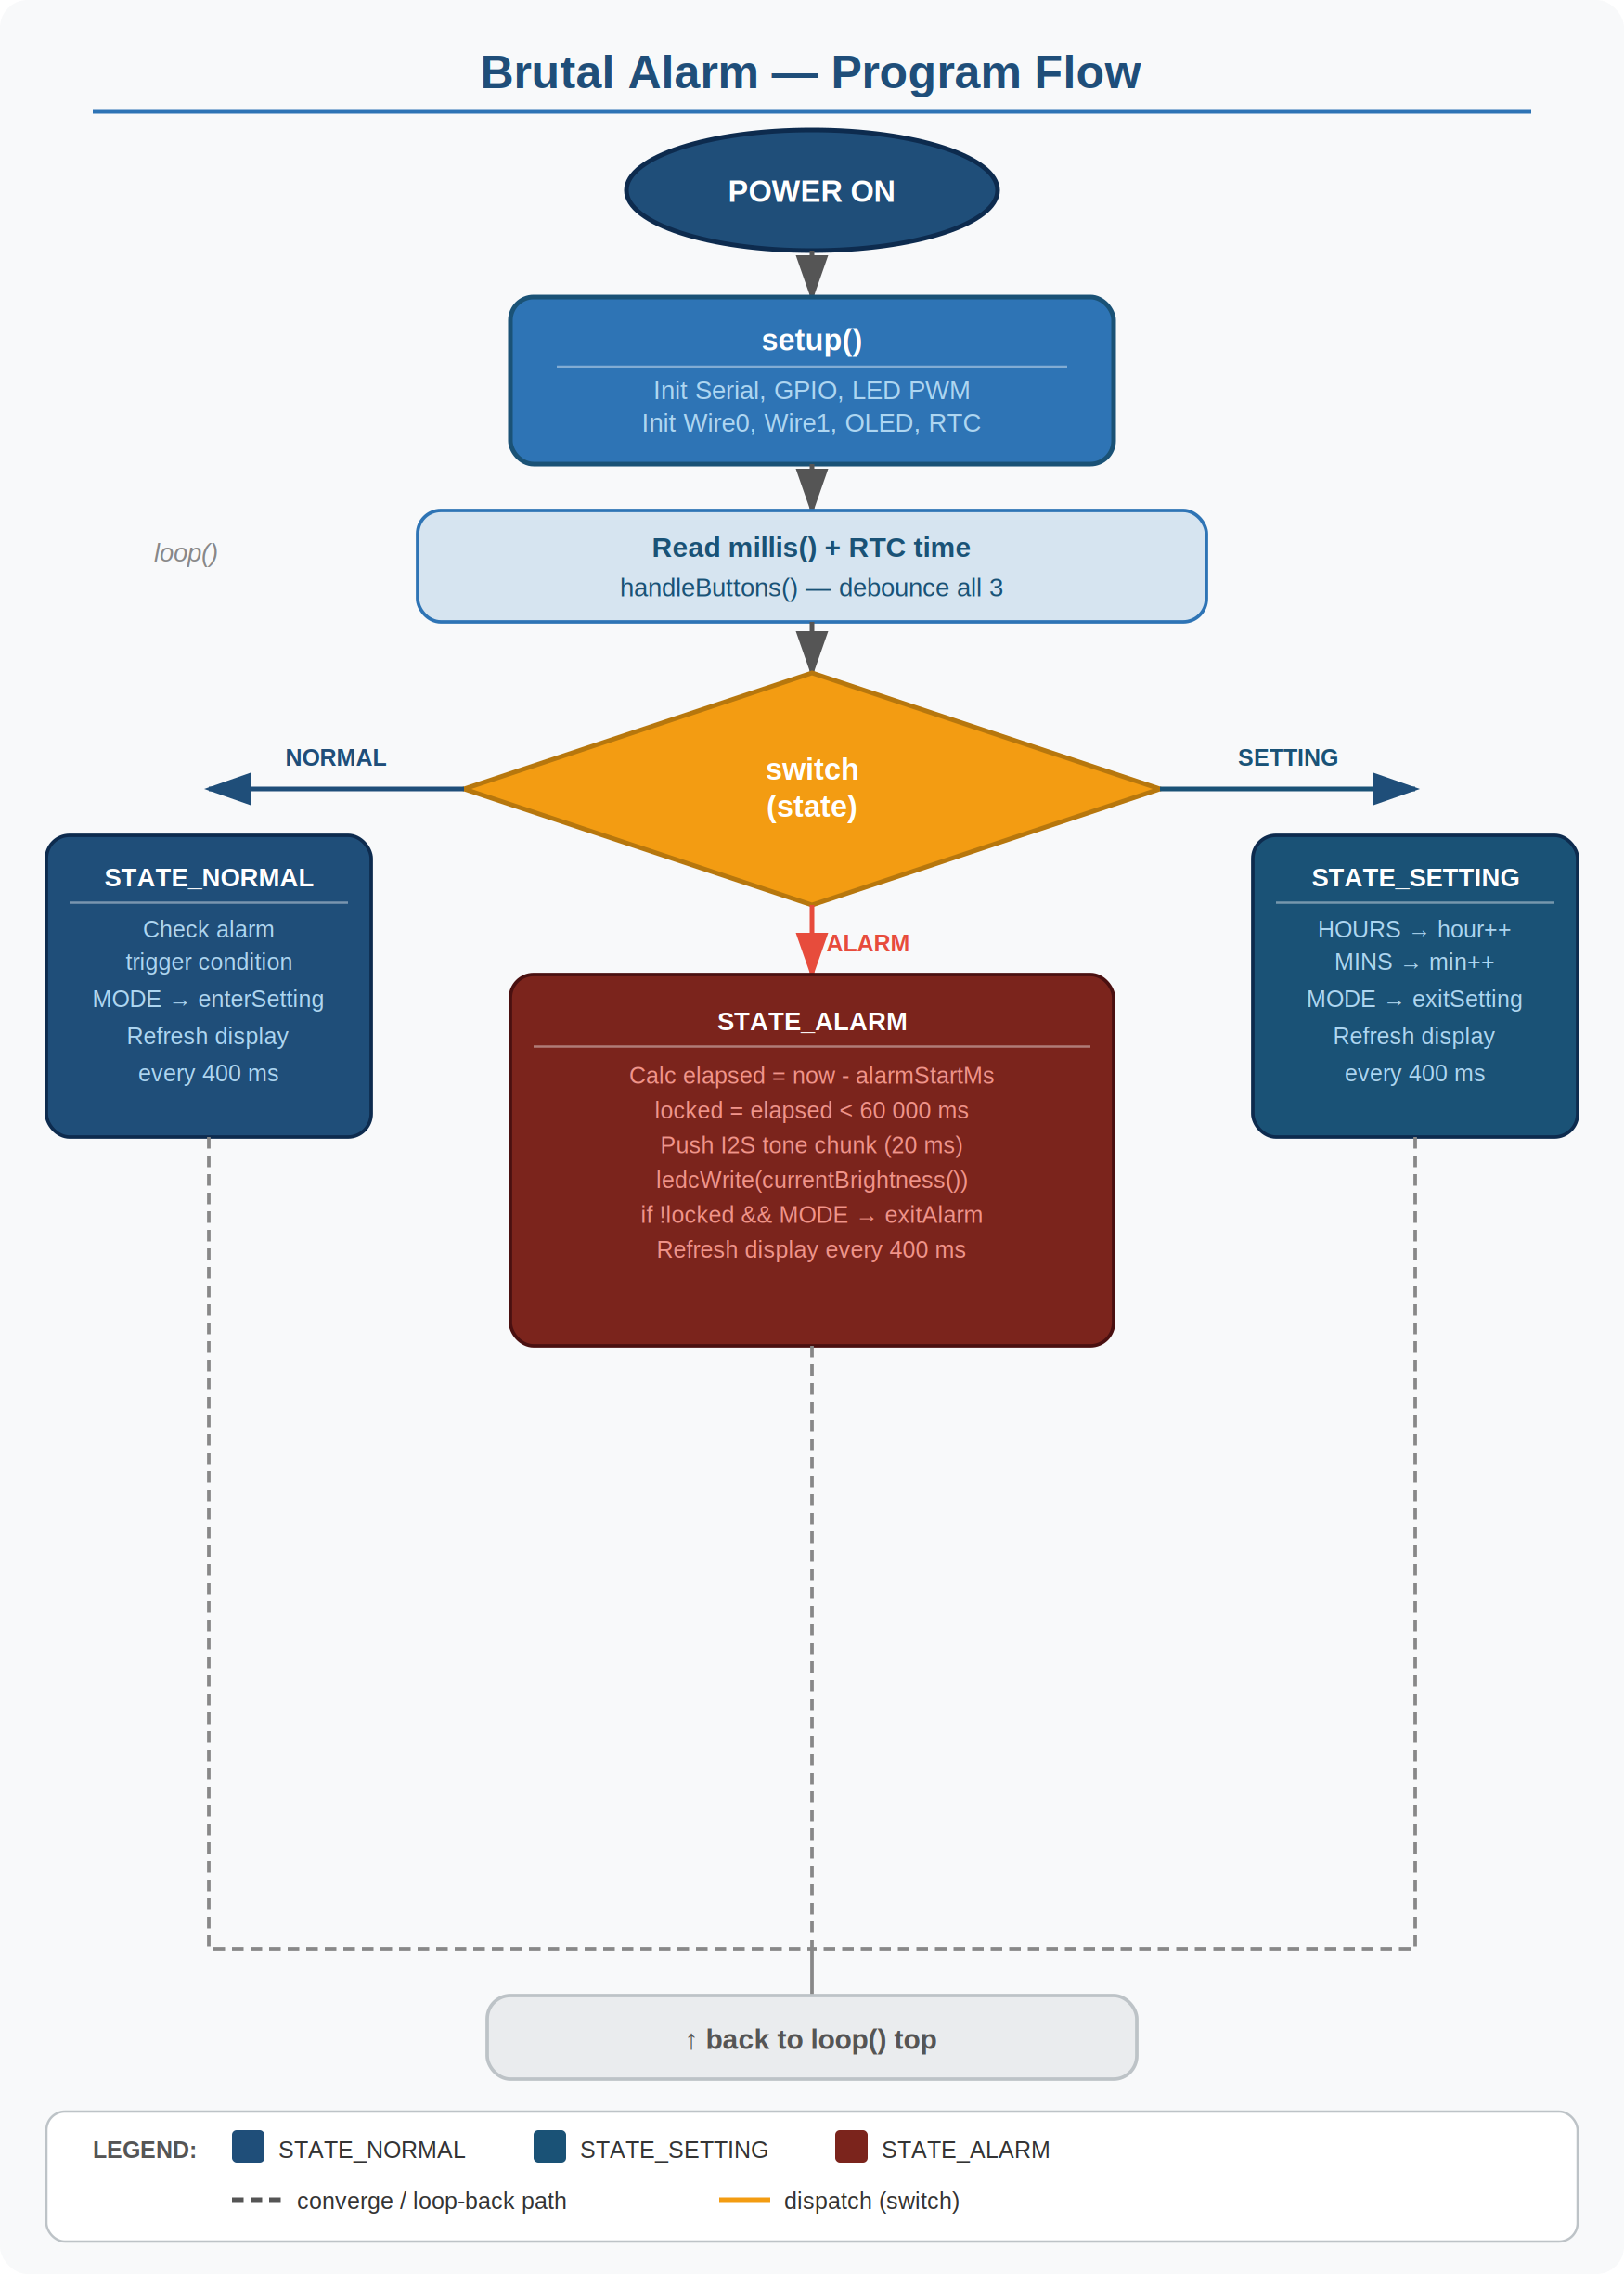 Brutal Alarm — Program Flow
POWER ON
setup()
Init Serial, GPIO, LED PWM
Init Wire0, Wire1, OLED, RTC
loop()
Read millis() + RTC time
handleButtons() — debounce all 3
switch
(state)
NORMAL
SETTING
ALARM
STATE_NORMAL
Check alarm
trigger condition
MODE → enterSetting
Refresh display
every 400 ms
STATE_ALARM
Calc elapsed = now - alarmStartMs
locked = elapsed < 60 000 ms
Push I2S tone chunk (20 ms)
ledcWrite(currentBrightness())
if !locked && MODE → exitAlarm
Refresh display every 400 ms
STATE_SETTING
HOURS → hour++
MINS → min++
MODE → exitSetting
Refresh display
every 400 ms
↑ back to loop() top
LEGEND: STATE_NORMAL STATE_SETTING STATE_ALARM
converge / loop-back path dispatch (switch)